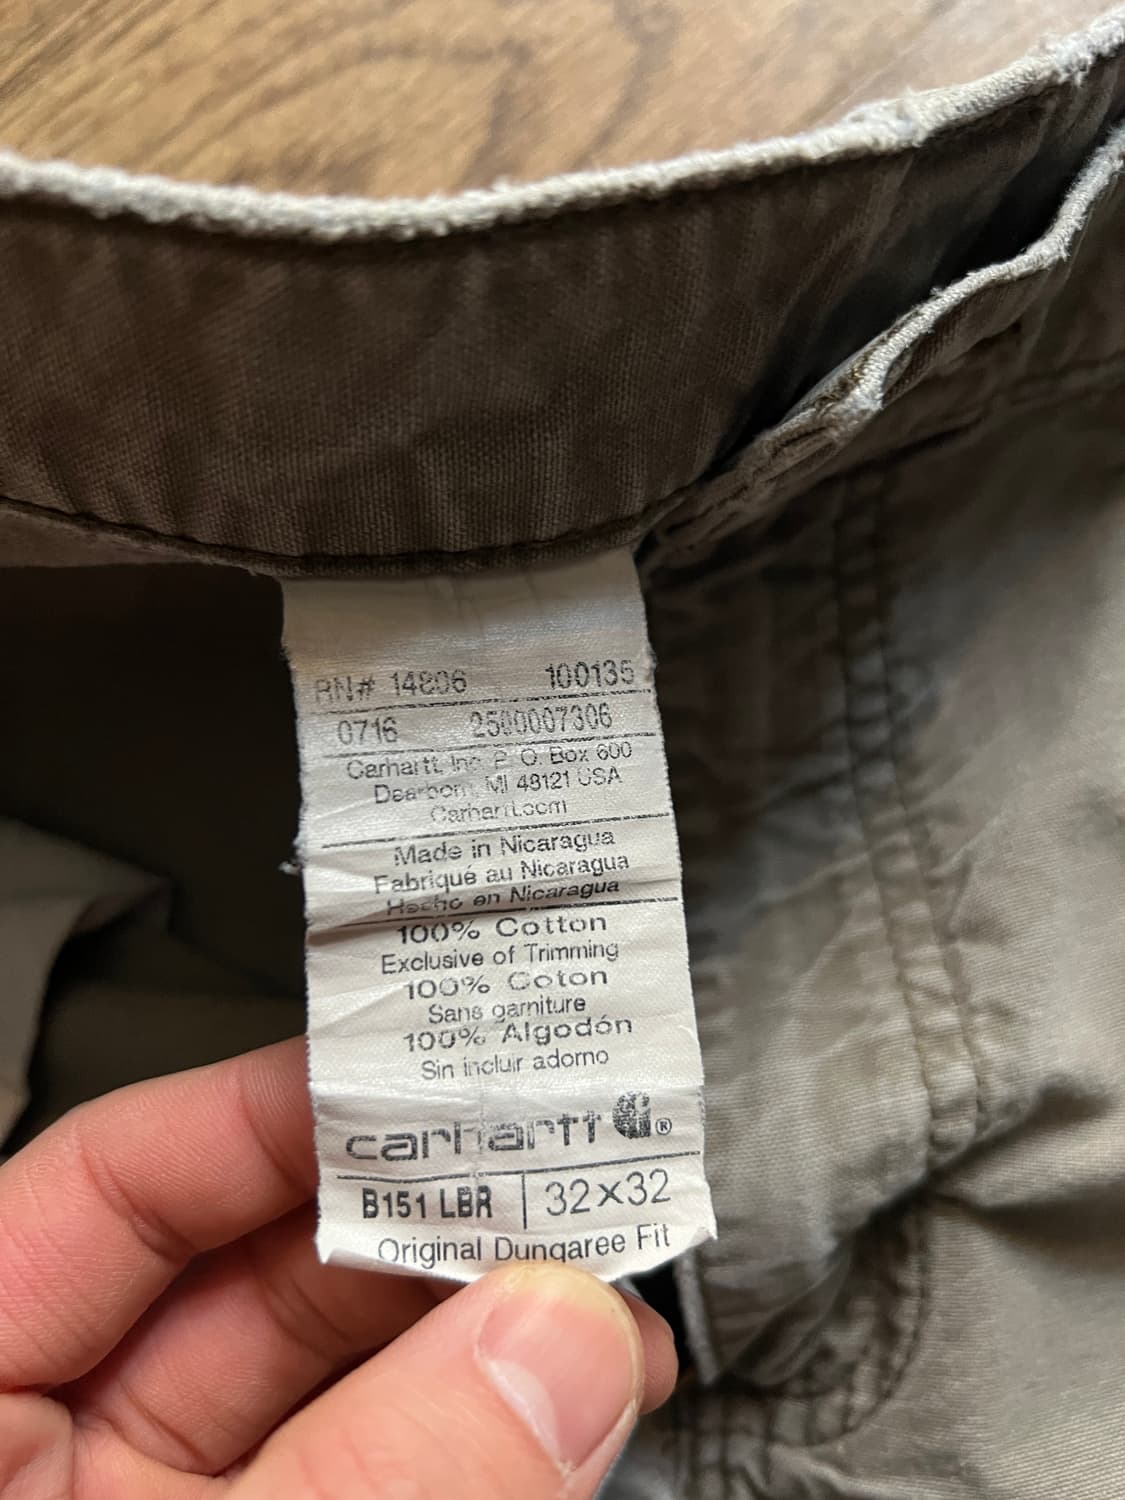 RN# 14806 100135
0716 2500007306
Carhartt, Inc. P. O. Box 600
Dearborn, MI 48121 USA
Carhartt.com
Made in Nicaragua
Fabriqué au Nicaragua
Hecho en Nicaragua
100% Cotton
Exclusive of Trimming
100% Coton
Sans garniture
100% Algodón
Sin incluir adorno
carhartt ®
B151 LBR | 32x32
Original Dungaree Fit